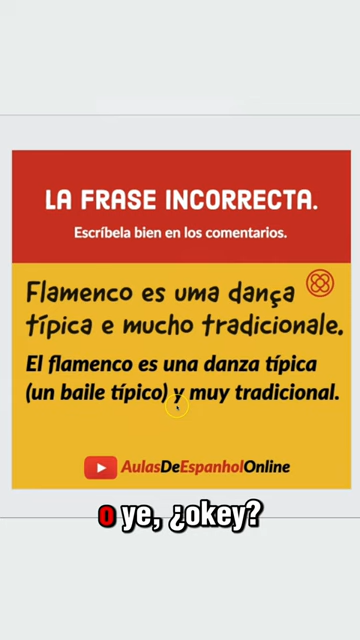 LA FRASE INCORRECTA.
Escríbela bien en los comentarios.
Flamenco es uma dança
típica e mucho tradicionale.
El flamenco es una danza típica
(un baile típico) y muy tradicional.
AulasDeEspanholOnline
o ye, ¿okey?